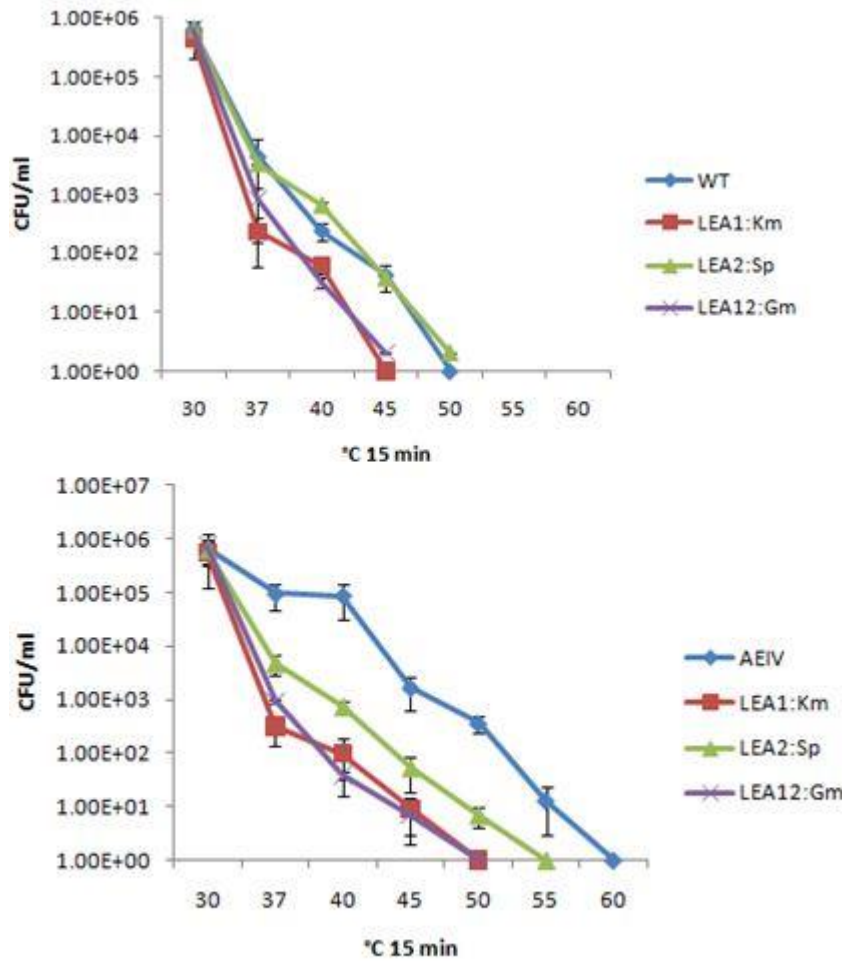 1.00E+06
1.00E+05
1.00E+04
1.00E+03
1.00E+02
1.00E+01
1.00E+00
CFU/ml
30 37 40 45 50 55 60
°C 15 min
WT
LEA1:Km
LEA2:Sp
LEA12:Gm
1.00E+07
1.00E+06
1.00E+05
1.00E+04
1.00E+03
1.00E+02
1.00E+01
1.00E+00
CFU/ml
30 37 40 45 50 55 60
°C 15 min
AEIV
LEA1:Km
LEA2:Sp
LEA12:Gm